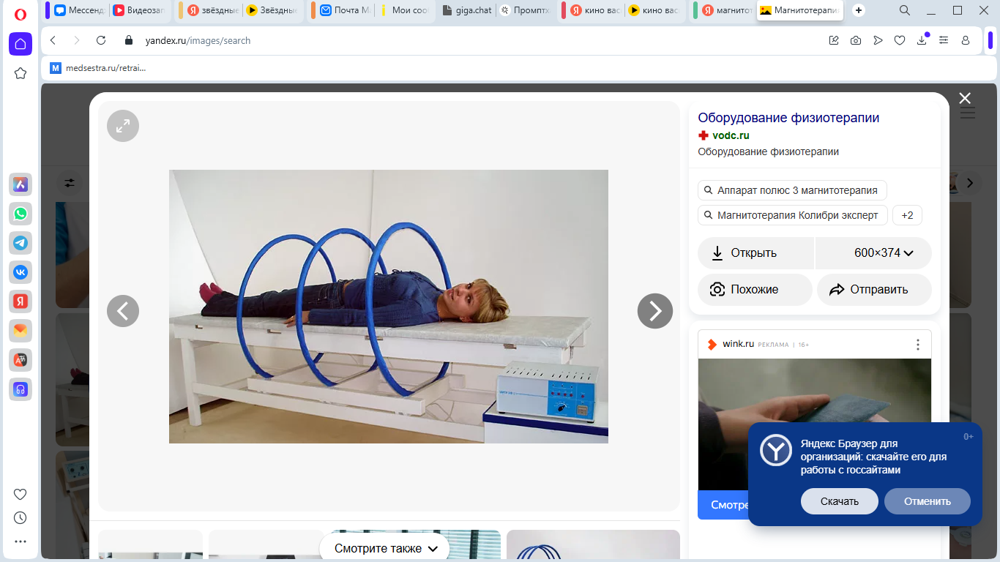 Мессенд
Видеозап
звёздные
Звёздные
Почта М
Мои соо
giga.chat
Промптх
кино вас
кино вас
магнитот
Магнитотерапи
yandex.ru/images/search
M medsestra.ru/retrai...
Оборудование физиотерапии
vodc.ru
Оборудование физиотерапии
Аппарат полюс 3 магнитотерапия
Магнитотерапия Колибри эксперт
+2
Открыть
600×374
Похожие
Отправить
wink.ru РЕКЛАМА | 16+
0+
Яндекс Браузер для
организаций: скачайте его для
работы с госсайтами
Скачать
Отменить
Смотре
Смотрите также